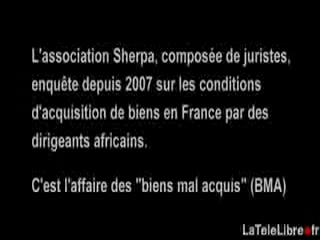 L'association Sherpa, composée de juristes,
enquête depuis 2007 sur les conditions
d'acquisition de biens en France par des
dirigeants africains.
C'est l'affaire des "biens mal acquis" (BMA)
LaTeleLibre.fr